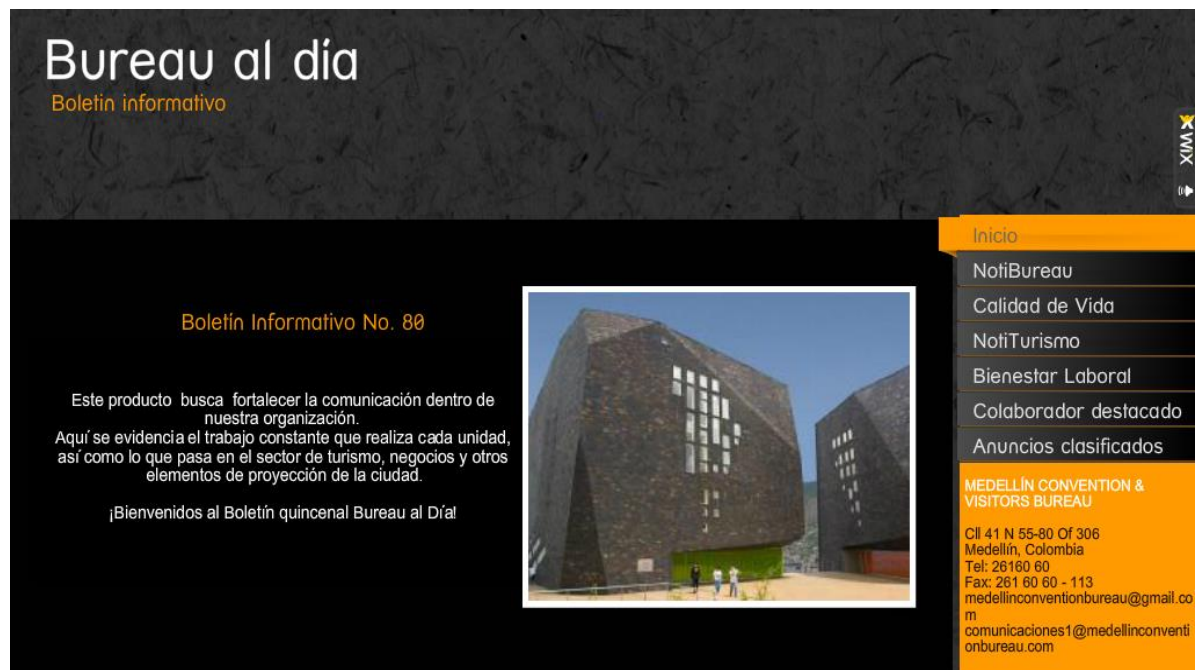 Bureau al día
Boletin informativo
WiX
Inicio
NotiBureau
Calidad de Vida
NotiTurismo
Bienestar Laboral
Colaborador destacado
Anuncios clasificados
Boletín Informativo No. 80
Este producto busca fortalecer la comunicación dentro de
nuestra organización.
Aquí se evidencia el trabajo constante que realiza cada unidad,
así como lo que pasa en el sector de turismo, negocios y otros
elementos de proyección de la ciudad.
¡Bienvenidos al Boletín quincenal Bureau al Día!
MEDELLÍN CONVENTION &
VISITORS BUREAU
Cll 41 N 55-80 Of 306
Medellín, Colombia
Tel: 26160 60
Fax: 261 60 60 - 113
medellinconventionbureau@gmail.co
m
comunicaciones1@medellinconventi
onbureau.com